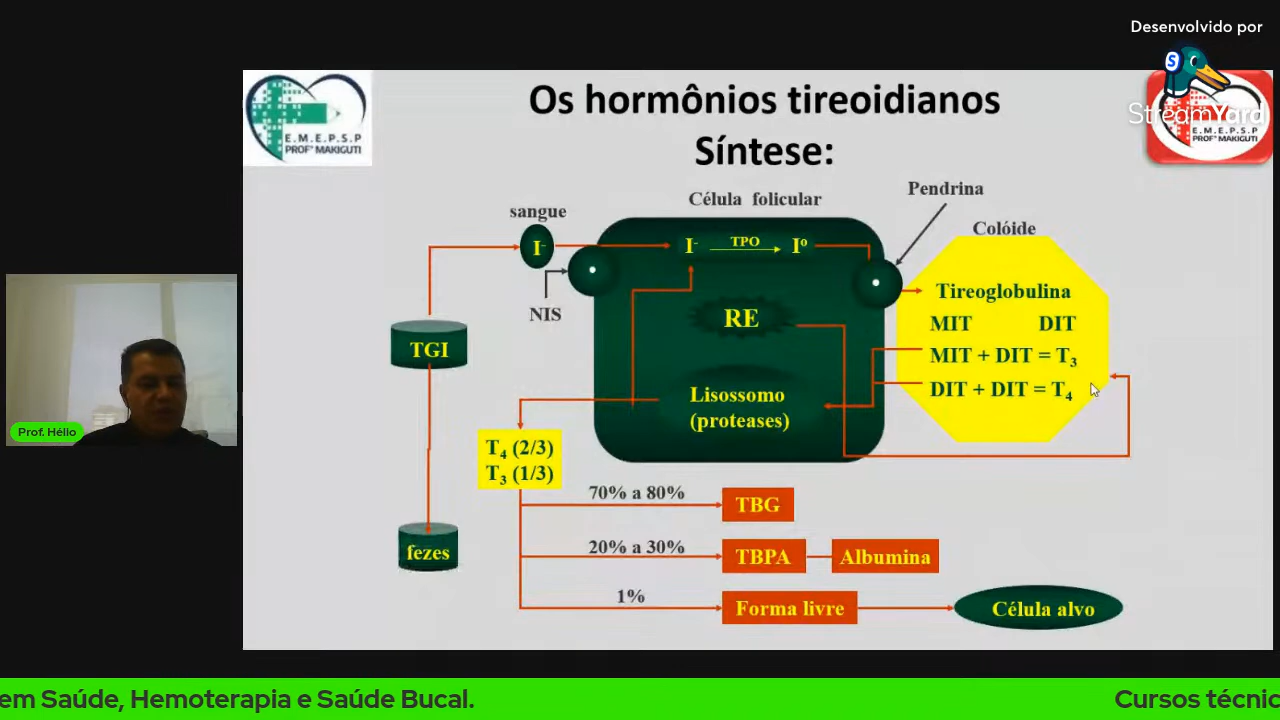 Desenvolvido por
StreamYard
E.M.E.P.S.P
PROFº MAKIGUTI
E.M.E.P.S.P
PROFº MAKIGUTI
Os hormônios tireoidianos
Síntese:
Célula folicular
Pendrina
sangue
Colóide
I-
NIS
I-
TPO
Iº
RE
Tireoglobulina
MIT DIT
MIT + DIT = T3
DIT + DIT = T4
TGI
Lisossomo
(proteases)
Prof. Hélio
T4 (2/3)
T3 (1/3)
70% a 80%
TBG
fezes
20% a 30%
TBPA
Albumina
1%
Forma livre
Célula alvo
em Saúde, Hemoterapia e Saúde Bucal.
Cursos técnic